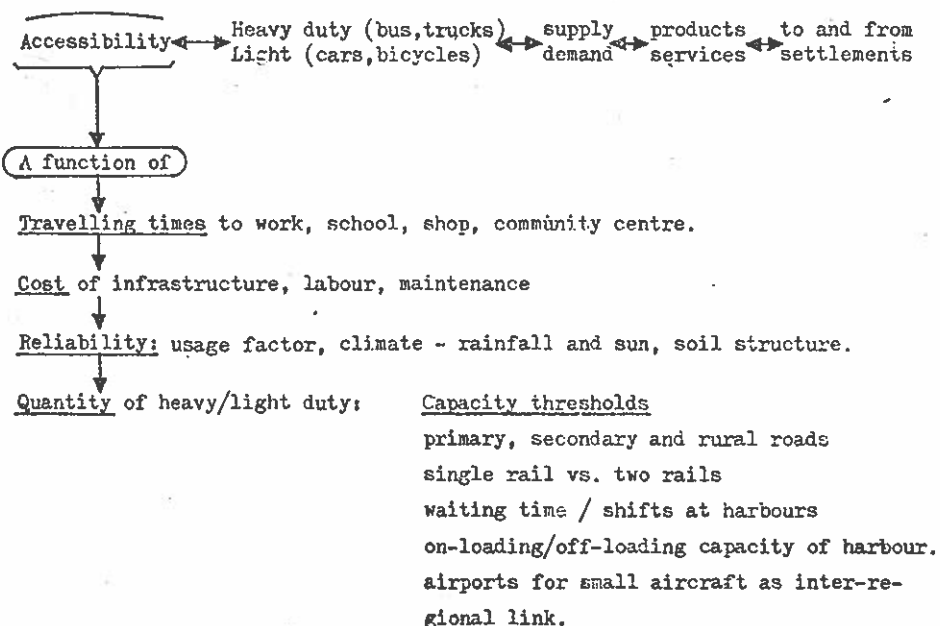 Heavy duty (bus,trucks) supply products to and from
Accessibility
Light (cars,bicycles) demand services settlements
A function of
Travelling times to work, school, shop, community centre.
Cost of infrastructure, labour, maintenance
Reliability: usage factor, climate - rainfall and sun, soil structure.
Quantity of heavy/light duty: Capacity thresholds
primary, secondary and rural roads
single rail vs. two rails
waiting time / shifts at harbours
on-loading/off-loading capacity of harbour.
airports for small aircraft as inter-re-
gional link.